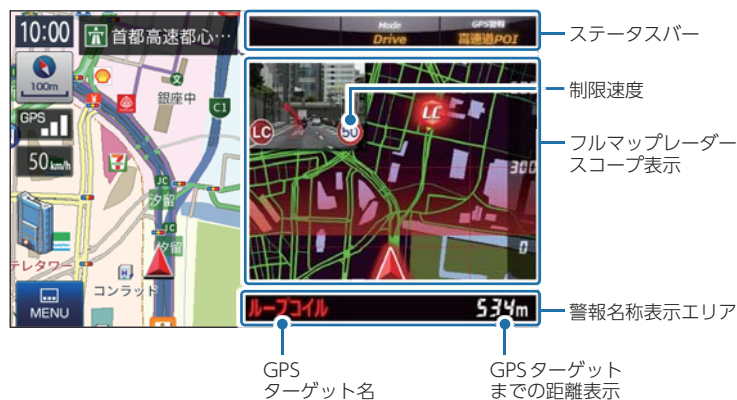 10:00
首都高速都心…
100m
GPS
50km/h
銀座中
C1
JC
汐留
JC
汐留
テレタワー
コンラッド
MENU
Mode
Drive
GPS警報
高速道POI
LC
50
LC
300
0
ループコイル
534m
ステータスバー
制限速度
フルマップレーダー
スコープ表示
警報名称表示エリア
GPS
ターゲット名
GPSターゲット
までの距離表示